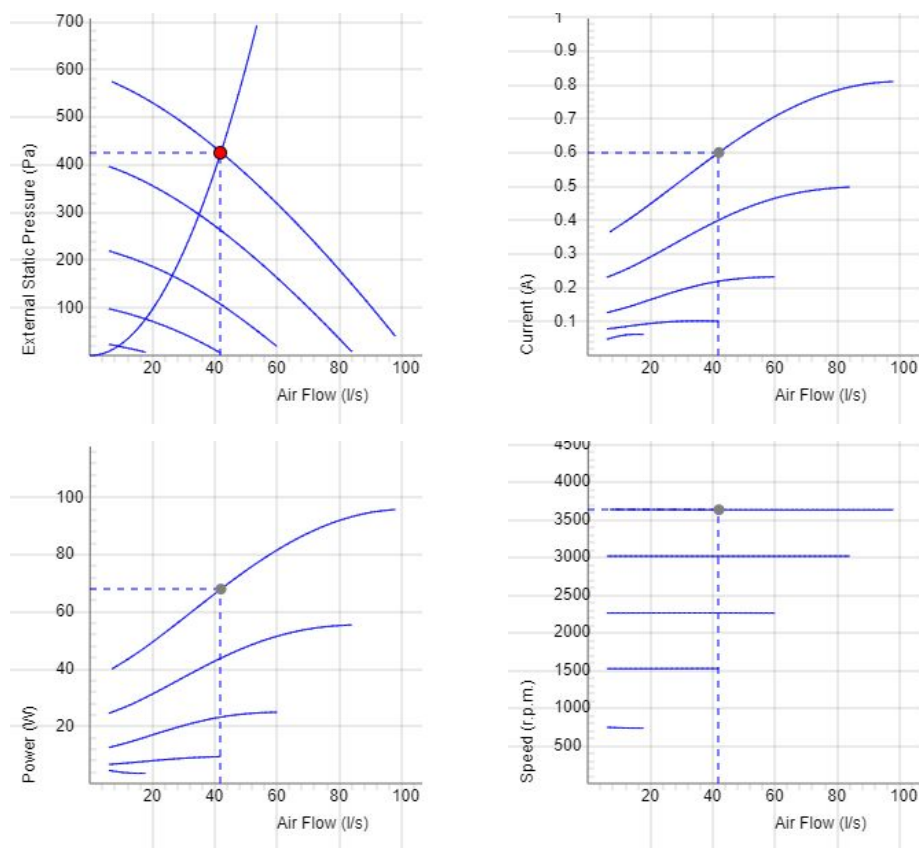 External Static Pressure (Pa)
700
600
500
400
300
200
100
20 40 60 80 100
Air Flow (l/s)
Current (A)
1
0.9
0.8
0.7
0.6
0.5
0.4
0.3
0.2
0.1
20 40 60 80 100
Air Flow (l/s)
Power (W)
100
80
60
40
20
20 40 60 80 100
Air Flow (l/s)
Speed (r.p.m.)
4500
4000
3500
3000
2500
2000
1500
1000
500
20 40 60 80 100
Air Flow (l/s)